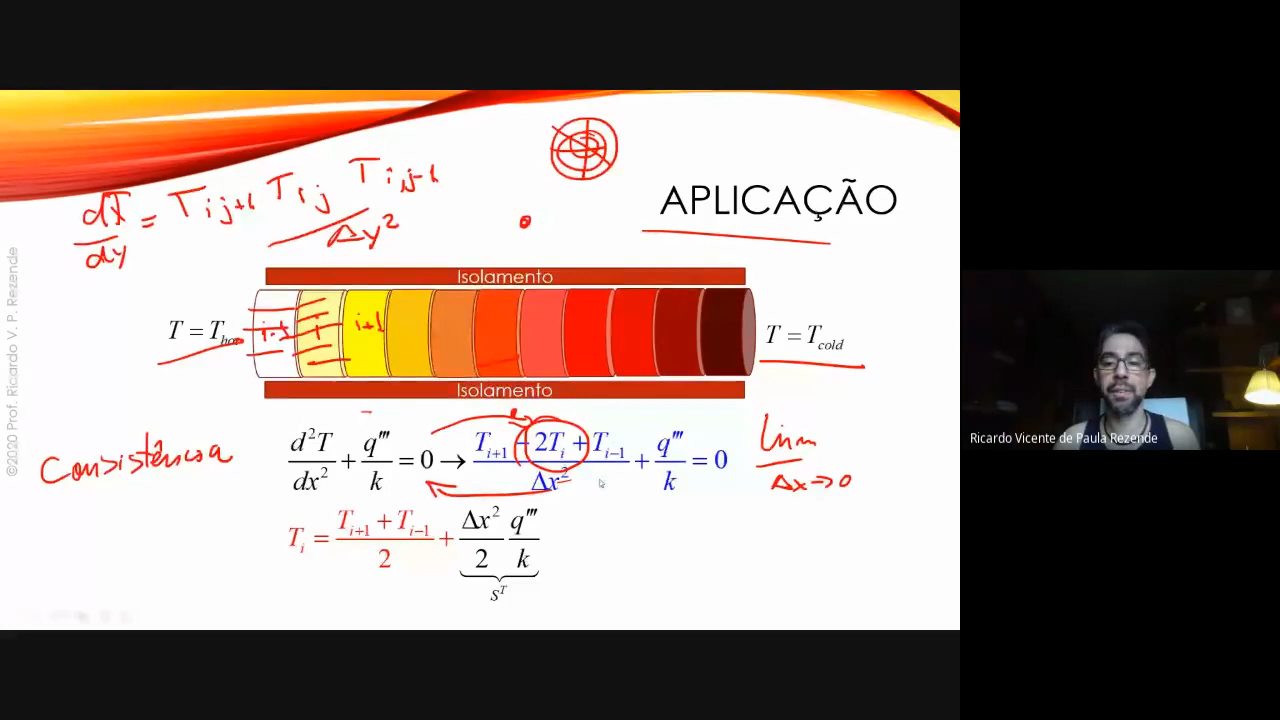 APLICAÇÃO
dT/dy = T i j+1 T i j T i, j-1 / Δy²
Isolamento
T = T_hot
i-1 i i+1
T = T_cold
Isolamento
Consistência
d²T/dx² + q'''/k = 0 → (T_{i+1} − 2T_i + T_{i−1})/Δx² + q'''/k = 0
Lim
Δx → 0
T_i = (T_{i+1} + T_{i−1})/2 + Δx²/2 q'''/k
s^T
©2020 Prof. Ricardo V. P. Rezende
Ricardo Vicente de Paula Rezende